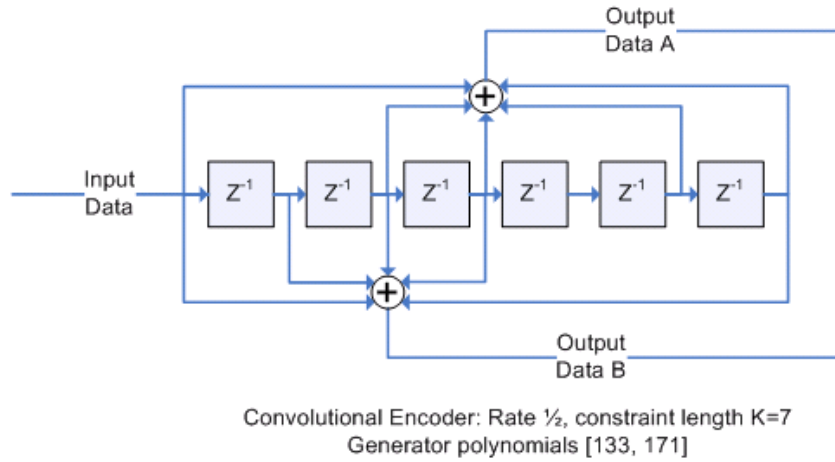 Output
Data A
Input
Data
Z⁻¹ Z⁻¹ Z⁻¹ Z⁻¹ Z⁻¹ Z⁻¹
Output
Data B
Convolutional Encoder: Rate ½, constraint length K=7
Generator polynomials [133, 171]